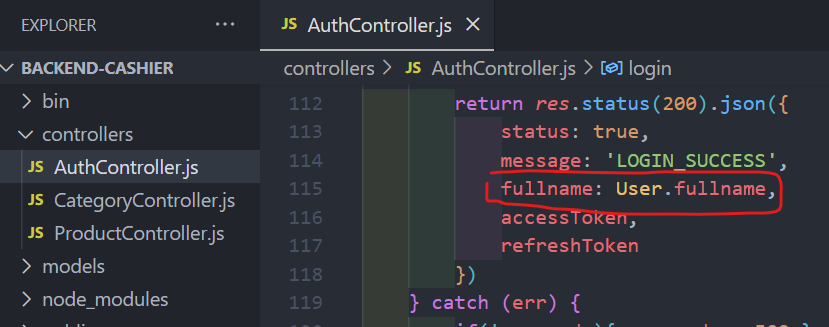 EXPLORER ...
JS AuthController.js ×
BACKEND-CASHIER
controllers > JS AuthController.js > login
> bin
controllers
JS AuthController.js
JS CategoryController.js
JS ProductController.js
> models
> node_modules
112 return res.status(200).json({
113 status: true,
114 message: 'LOGIN_SUCCESS',
115 fullname: User.fullname,
116 accessToken,
117 refreshToken
118 })
119 } catch (err) {